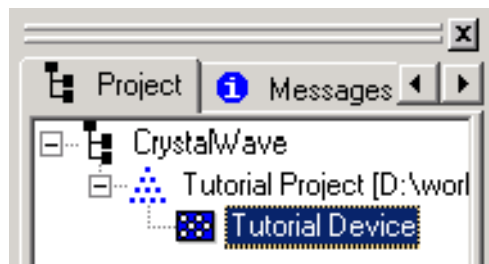 Project Messages
CrystalWave
Tutorial Project [D:\worl
Tutorial Device